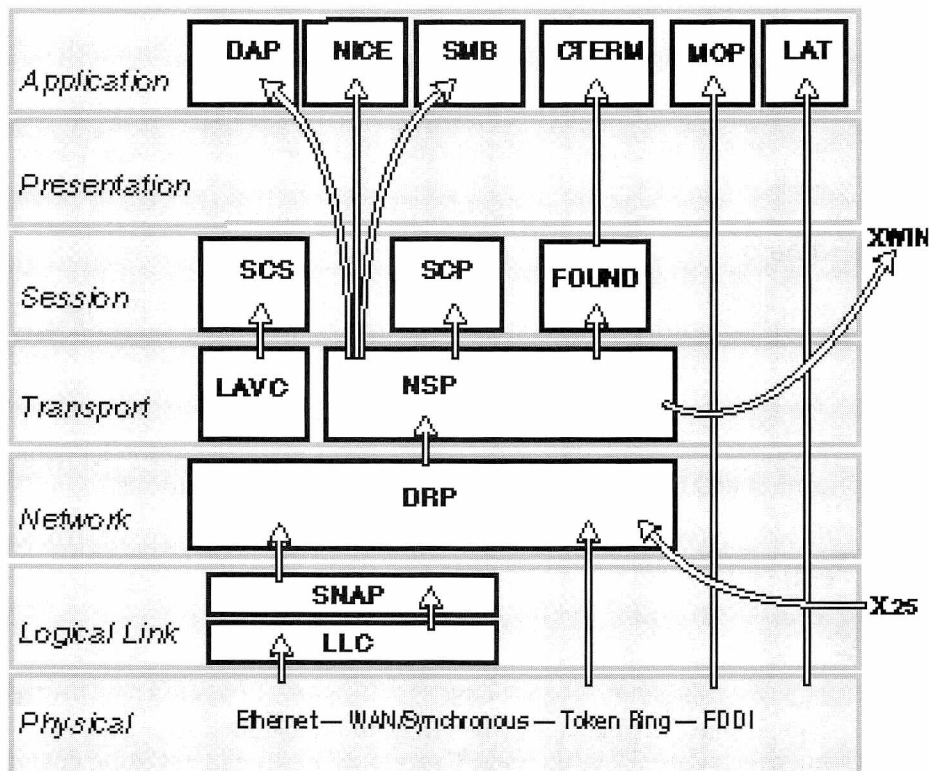 DAP NICE SMB CTERM MOP LAT
Application
Presentation
XWIN
SCS SCP FOUND
Session
LAVC NSP
Transport
DRP
Network
SNAP
X.25
Logical Link
LLC
Physical
Ethernet — WAN/Synchronous — Token Ring — FDDI